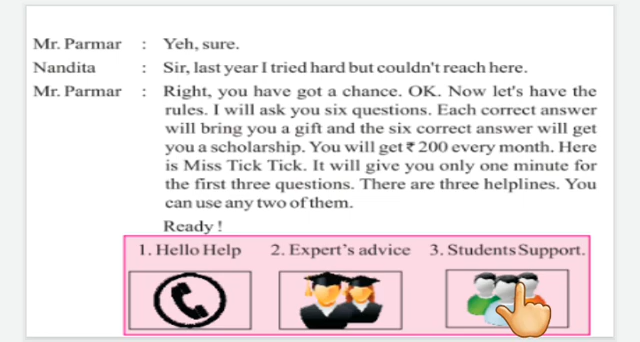 Mr. Parmar : Yeh, sure.
Nandita : Sir, last year I tried hard but couldn't reach here.
Mr. Parmar : Right, you have got a chance. OK. Now let's have the
rules. I will ask you six questions. Each correct answer
will bring you a gift and the six correct answer will get
you a scholarship. You will get ₹ 200 every month. Here
is Miss Tick Tick. It will give you only one minute for
the first three questions. There are three helplines. You
can use any two of them.
Ready !
1. Hello Help 2. Expert's advice 3. Students Support.